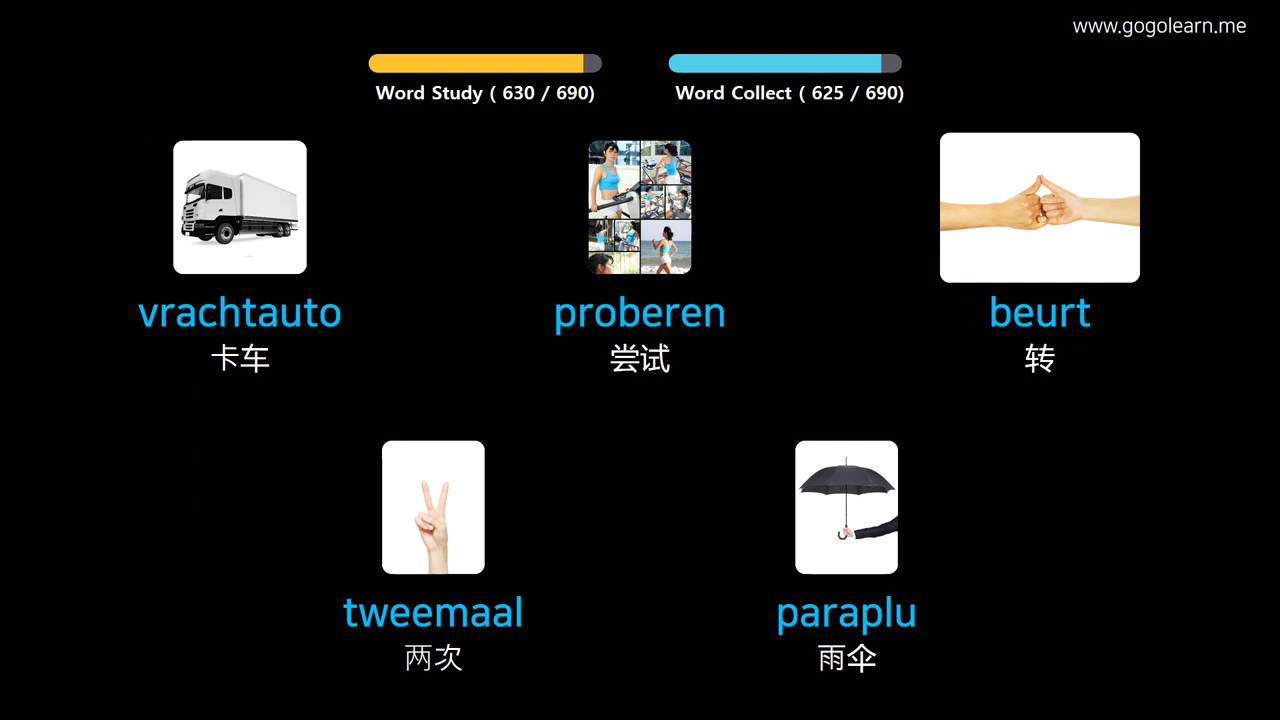 www.gogolearn.me
Word Study ( 630 / 690)
Word Collect ( 625 / 690)
vrachtauto
卡车
proberen
尝试
beurt
转
tweemaal
两次
paraplu
雨伞